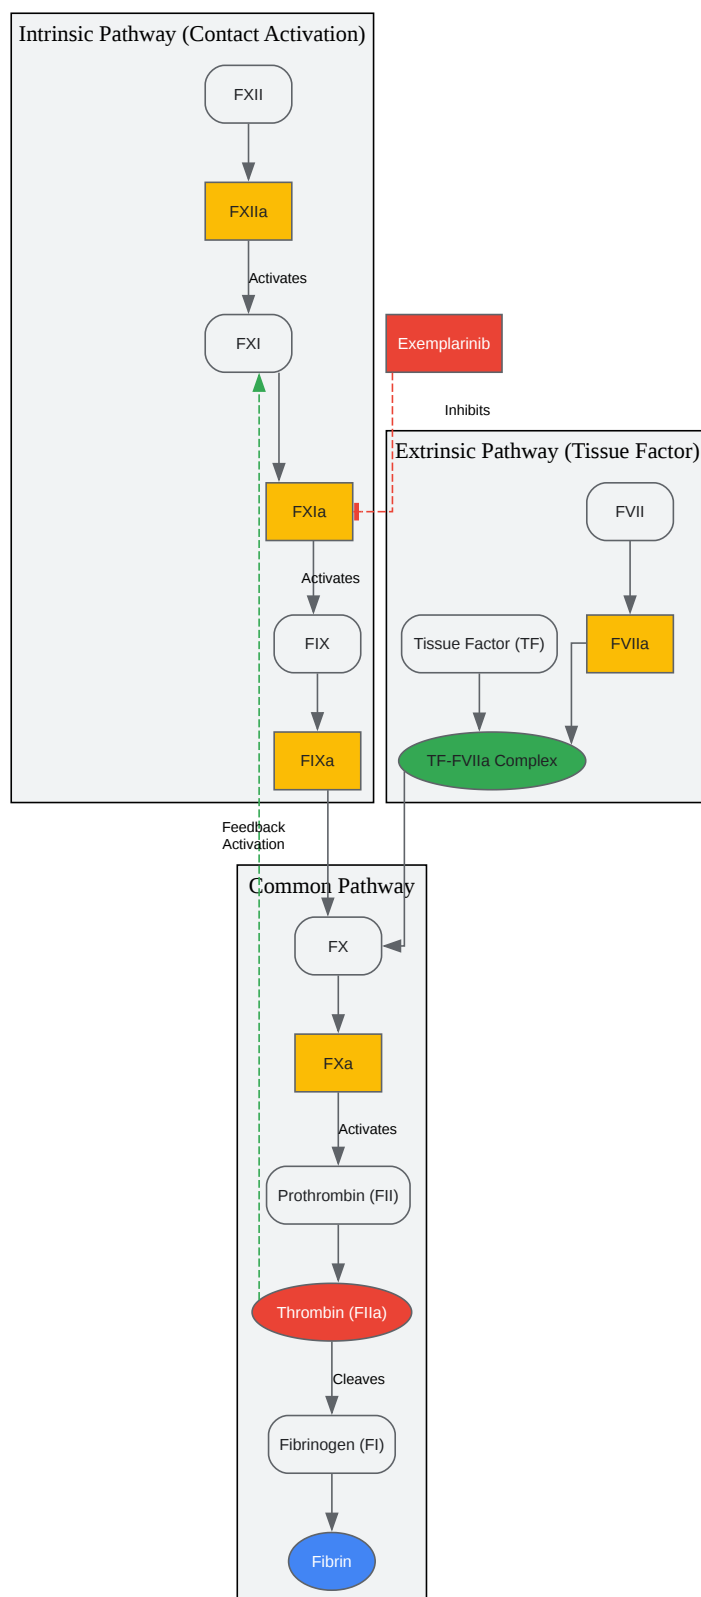 Intrinsic Pathway (Contact Activation)
FXII
FXIIa
Activates
FXI
Exemplarinib
Inhibits
Extrinsic Pathway (Tissue Factor)
FXIa
FVII
Activates
FIX
Tissue Factor (TF)
FVIIa
FIXa
TF-FVIIa Complex
Feedback
Activation
Common Pathway
FX
FXa
Activates
Prothrombin (FII)
Thrombin (FIIa)
Cleaves
Fibrinogen (FI)
Fibrin